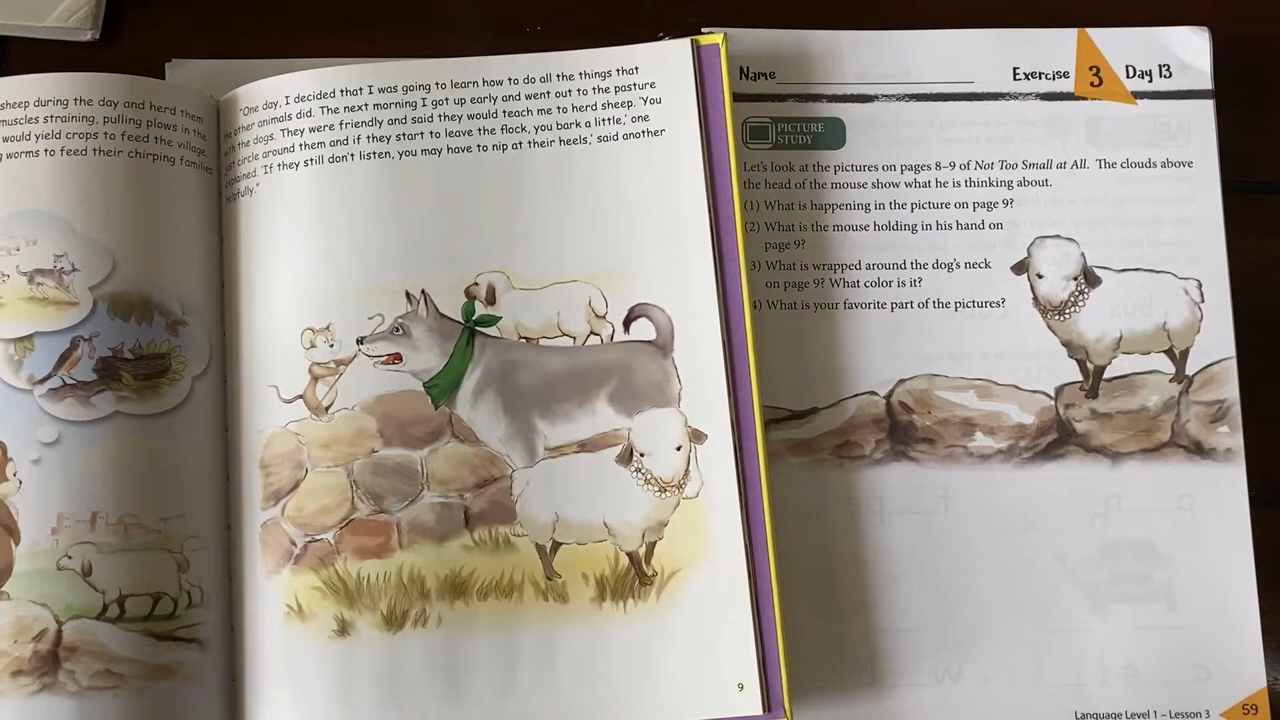 sheep during the day and herd them
muscles straining, pulling plows in the
would yield crops to feed the village.
worms to feed their chirping families
"One day, I decided that I was going to learn how to do all the things that
the other animals did. The next morning I got up early and went out to the pasture
with the dogs. They were friendly and said they would teach me to herd sheep. 'You
just circle around them and if they start to leave the flock, you bark a little,' one
explained. 'If they still don't listen, you may have to nip at their heels,' said another
helpfully."
9
Name
Exercise 3 Day 13
PICTURE
STUDY
Let's look at the pictures on pages 8–9 of Not Too Small at All. The clouds above
the head of the mouse show what he is thinking about.
(1) What is happening in the picture on page 9?
(2) What is the mouse holding in his hand on
page 9?
3) What is wrapped around the dog's neck
on page 9? What color is it?
4) What is your favorite part of the pictures?
Language Level 1 – Lesson 3
59